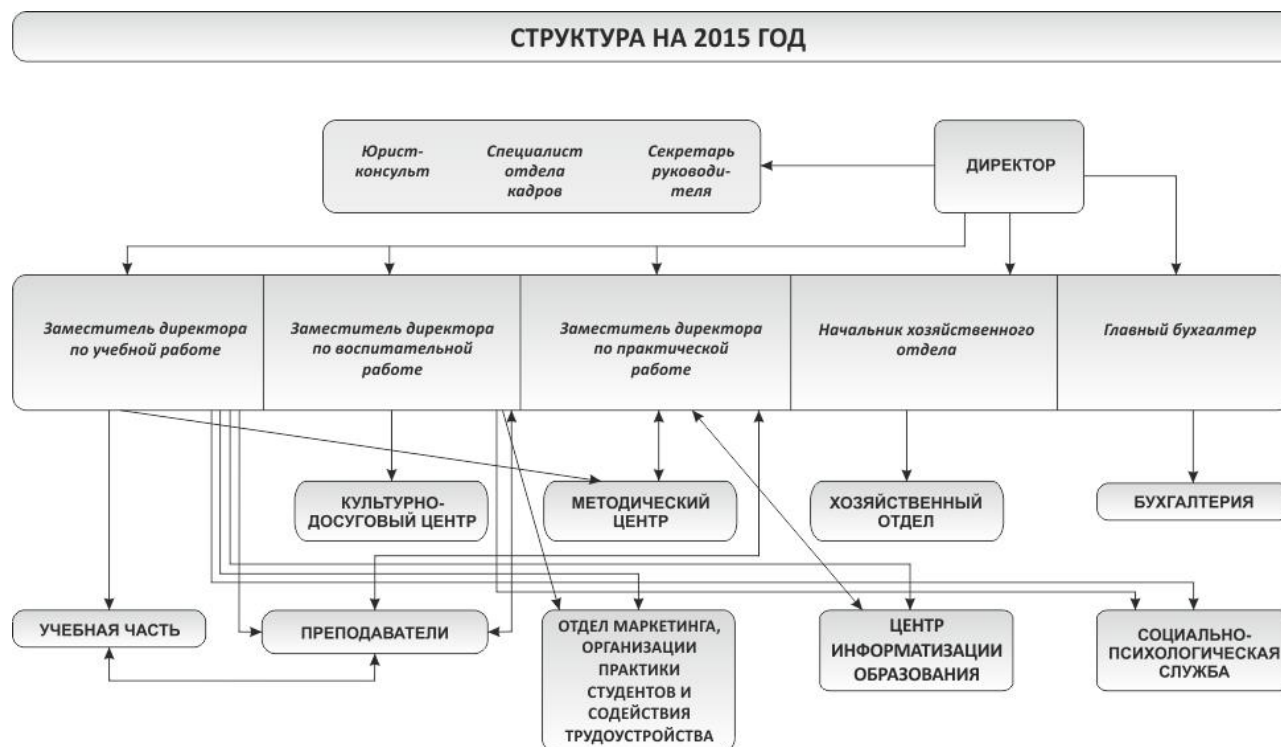 СТРУКТУРА НА 2015 ГОД
Юрист-
консульт
Специалист
отдела
кадров
Секретарь
руководи-
теля
ДИРЕКТОР
Заместитель директора
по учебной работе
Заместитель директора
по воспитательной
работе
Заместитель директора
по практической
работе
Начальник хозяйственного
отдела
Главный бухгалтер
КУЛЬТУРНО-
ДОСУГОВЫЙ ЦЕНТР
МЕТОДИЧЕСКИЙ
ЦЕНТР
ХОЗЯЙСТВЕННЫЙ
ОТДЕЛ
БУХГАЛТЕРИЯ
УЧЕБНАЯ ЧАСТЬ
ПРЕПОДАВАТЕЛИ
ОТДЕЛ МАРКЕТИНГА,
ОРГАНИЗАЦИИ
ПРАКТИКИ
СТУДЕНТОВ И
СОДЕЙСТВИЯ
ТРУДОУСТРОЙСТВА
ЦЕНТР
ИНФОРМАТИЗАЦИИ
ОБРАЗОВАНИЯ
СОЦИАЛЬНО-
ПСИХОЛОГИЧЕСКАЯ
СЛУЖБА